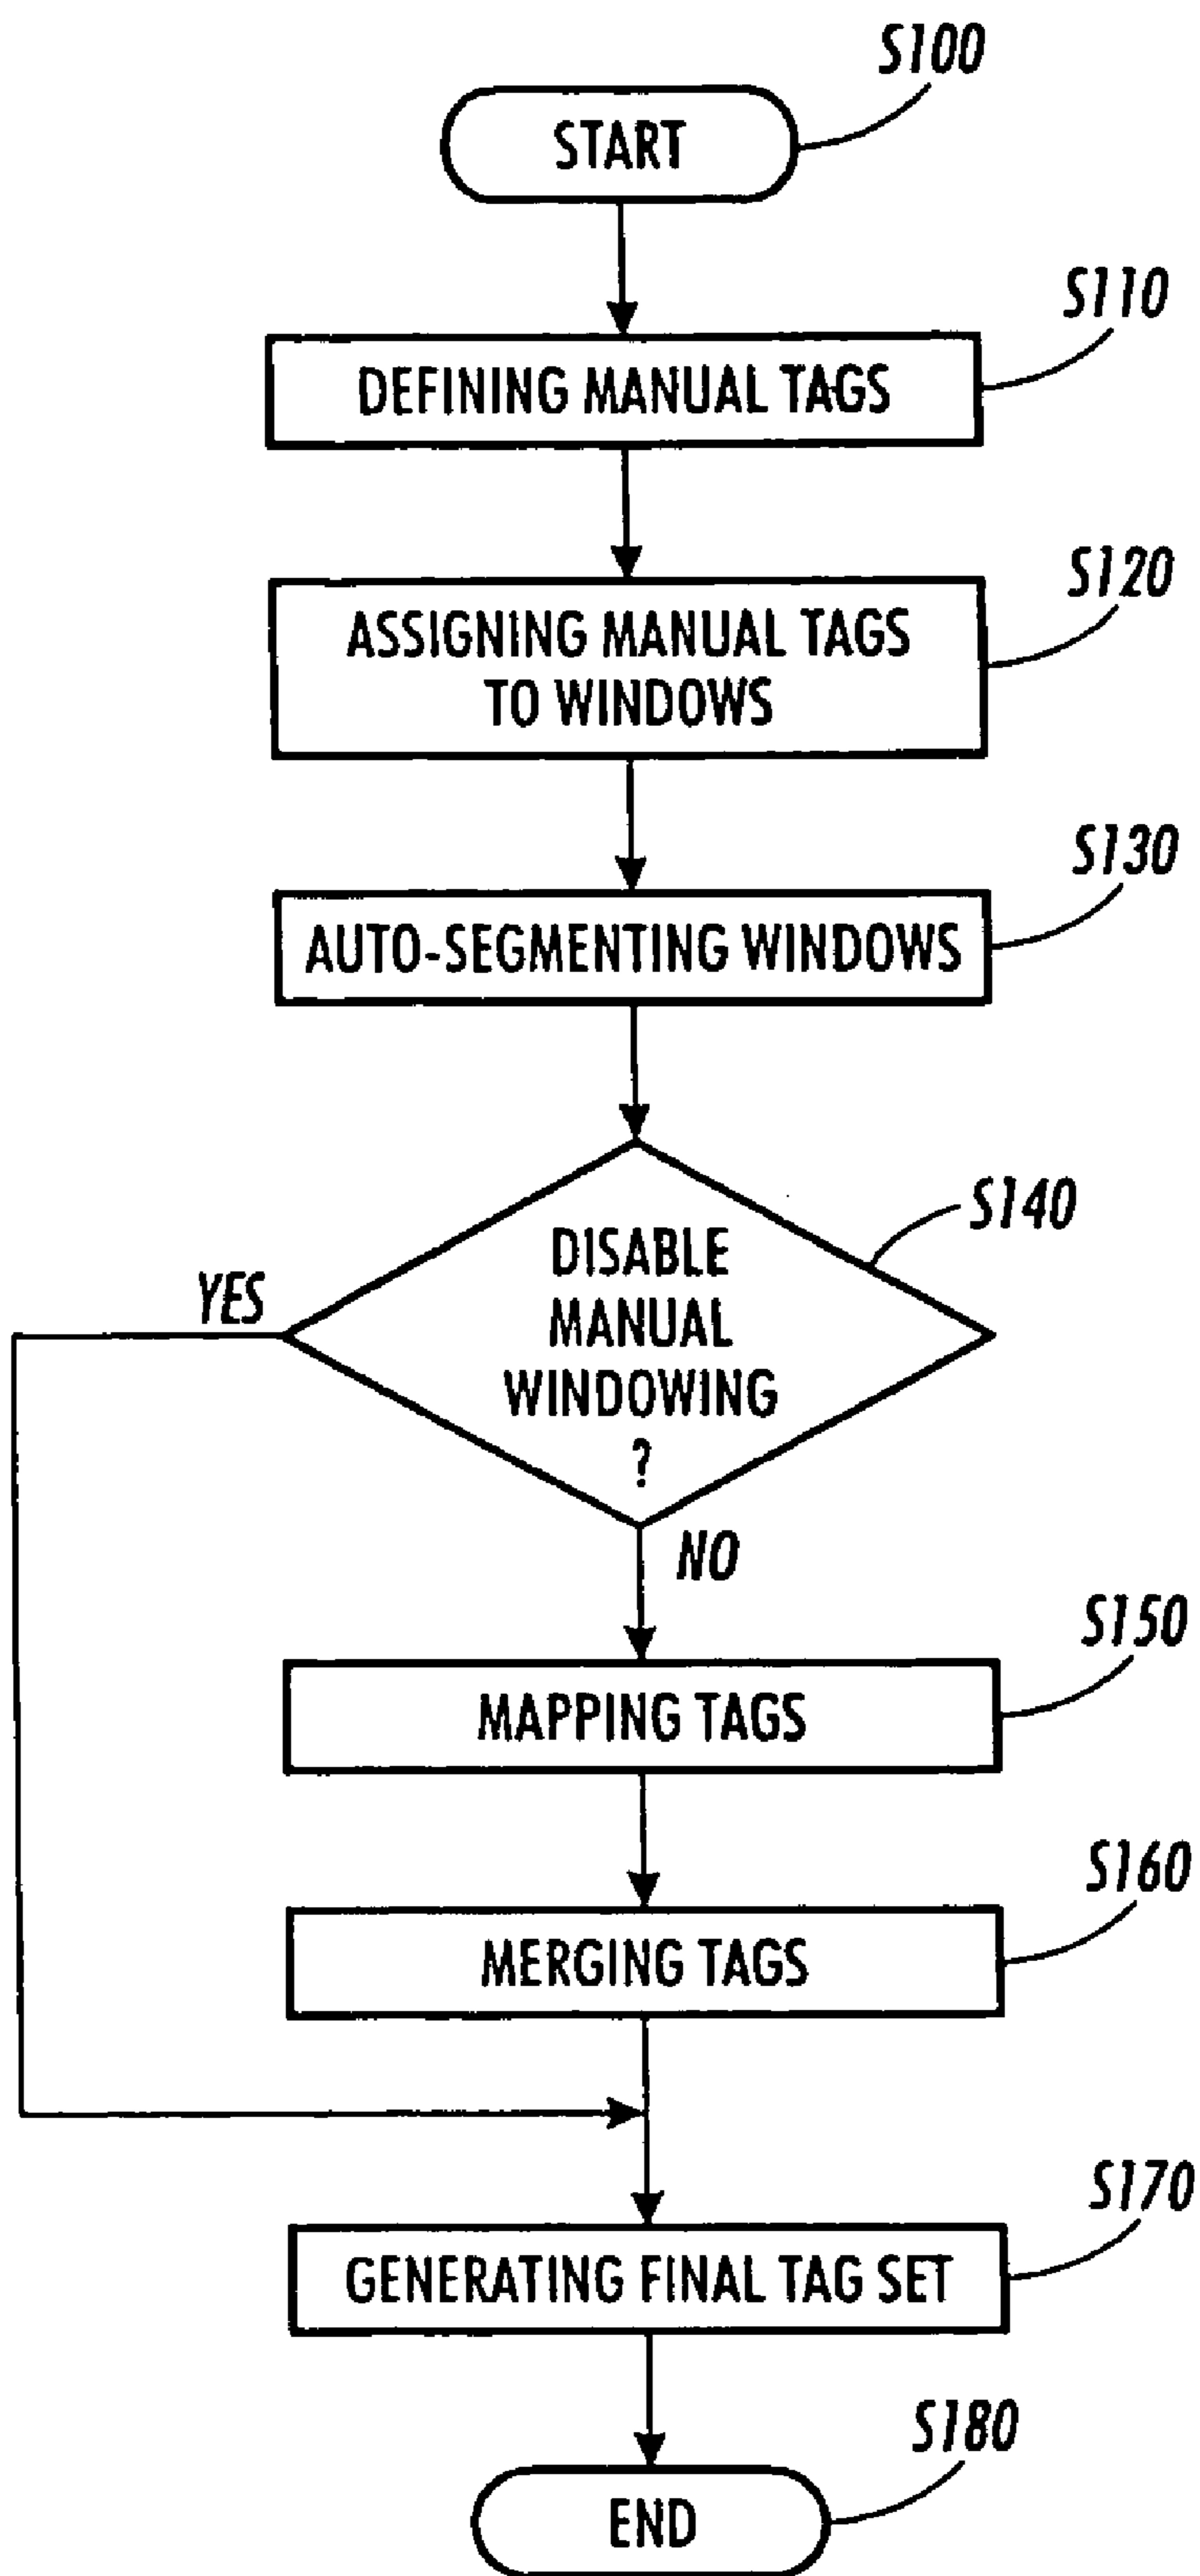 S100
START
S110
DEFINING MANUAL TAGS
S120
ASSIGNING MANUAL TAGS
TO WINDOWS
S130
AUTO-SEGMENTING WINDOWS
S140
DISABLE
MANUAL
WINDOWING
?
YES
NO
S150
MAPPING TAGS
S160
MERGING TAGS
S170
GENERATING FINAL TAG SET
S180
END